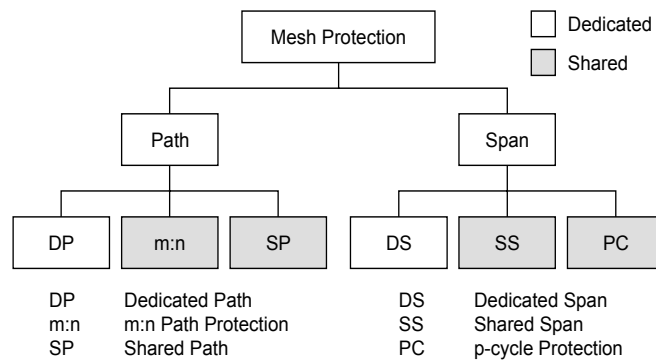 Mesh Protection
Dedicated
Shared
Path
Span
DP
m:n
SP
DS
SS
PC
DP Dedicated Path
m:n m:n Path Protection
SP Shared Path
DS Dedicated Span
SS Shared Span
PC p-cycle Protection